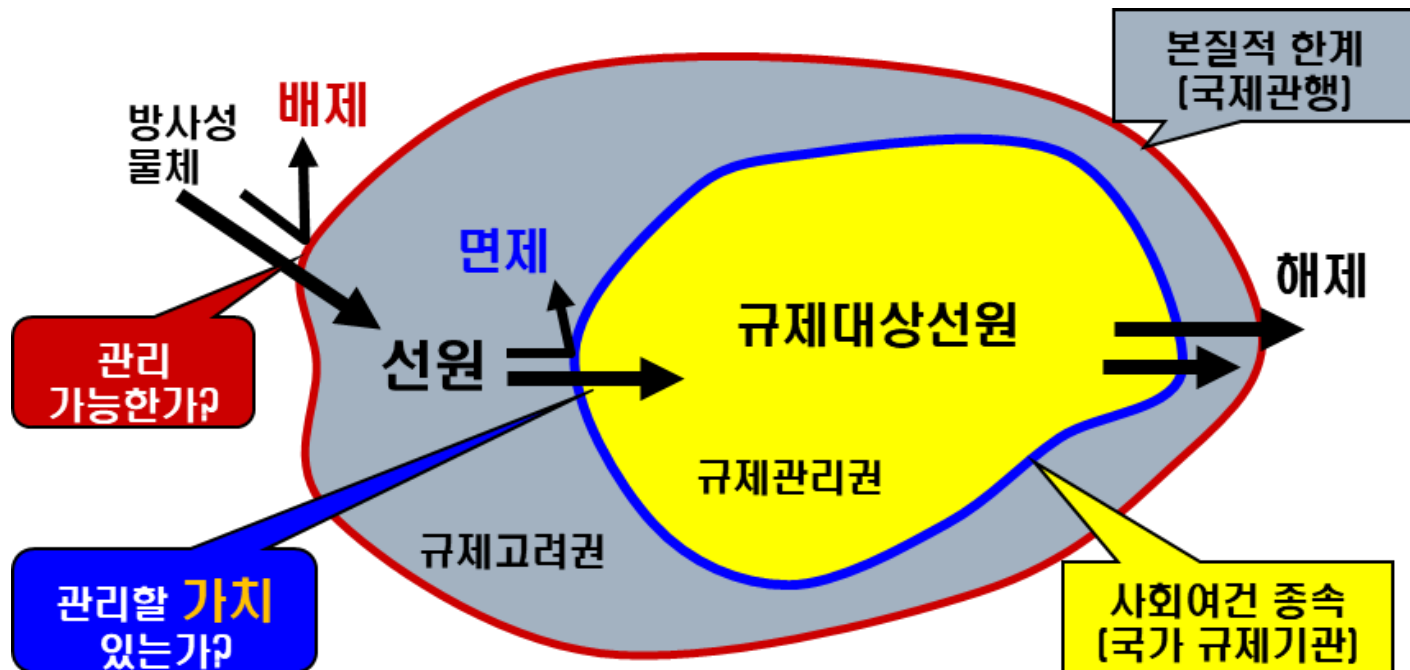 본질적 한계
(국제관행)
방사성
물체
배제
면제
해제
규제대상선원
선원
관리
가능한가?
규제관리권
규제고려권
관리할 가치
있는가?
사회여건 종속
(국가 규제기관)